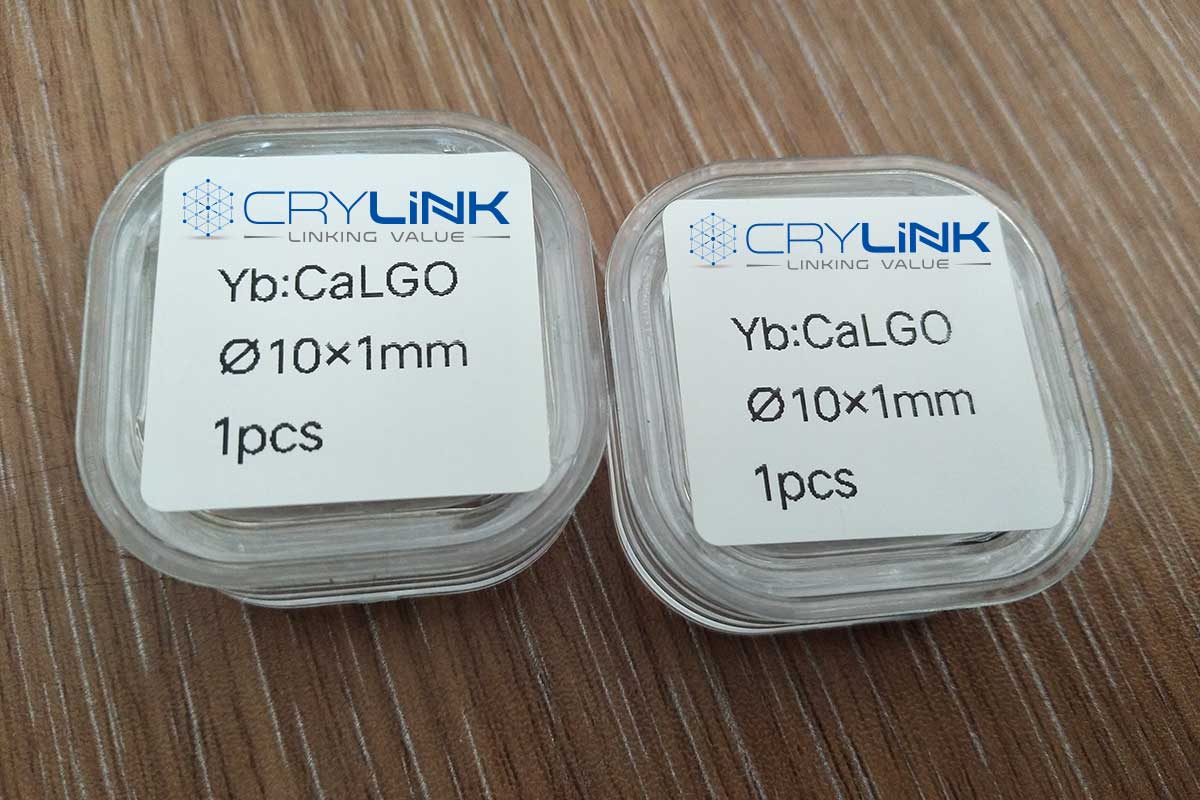 CRYLiNK
LINKING VALUE
Yb:CaLGO
Ø10×1mm
1pcs
CRYLiNK
LINKING VALUE
Yb:CaLGO
Ø10×1mm
1pcs